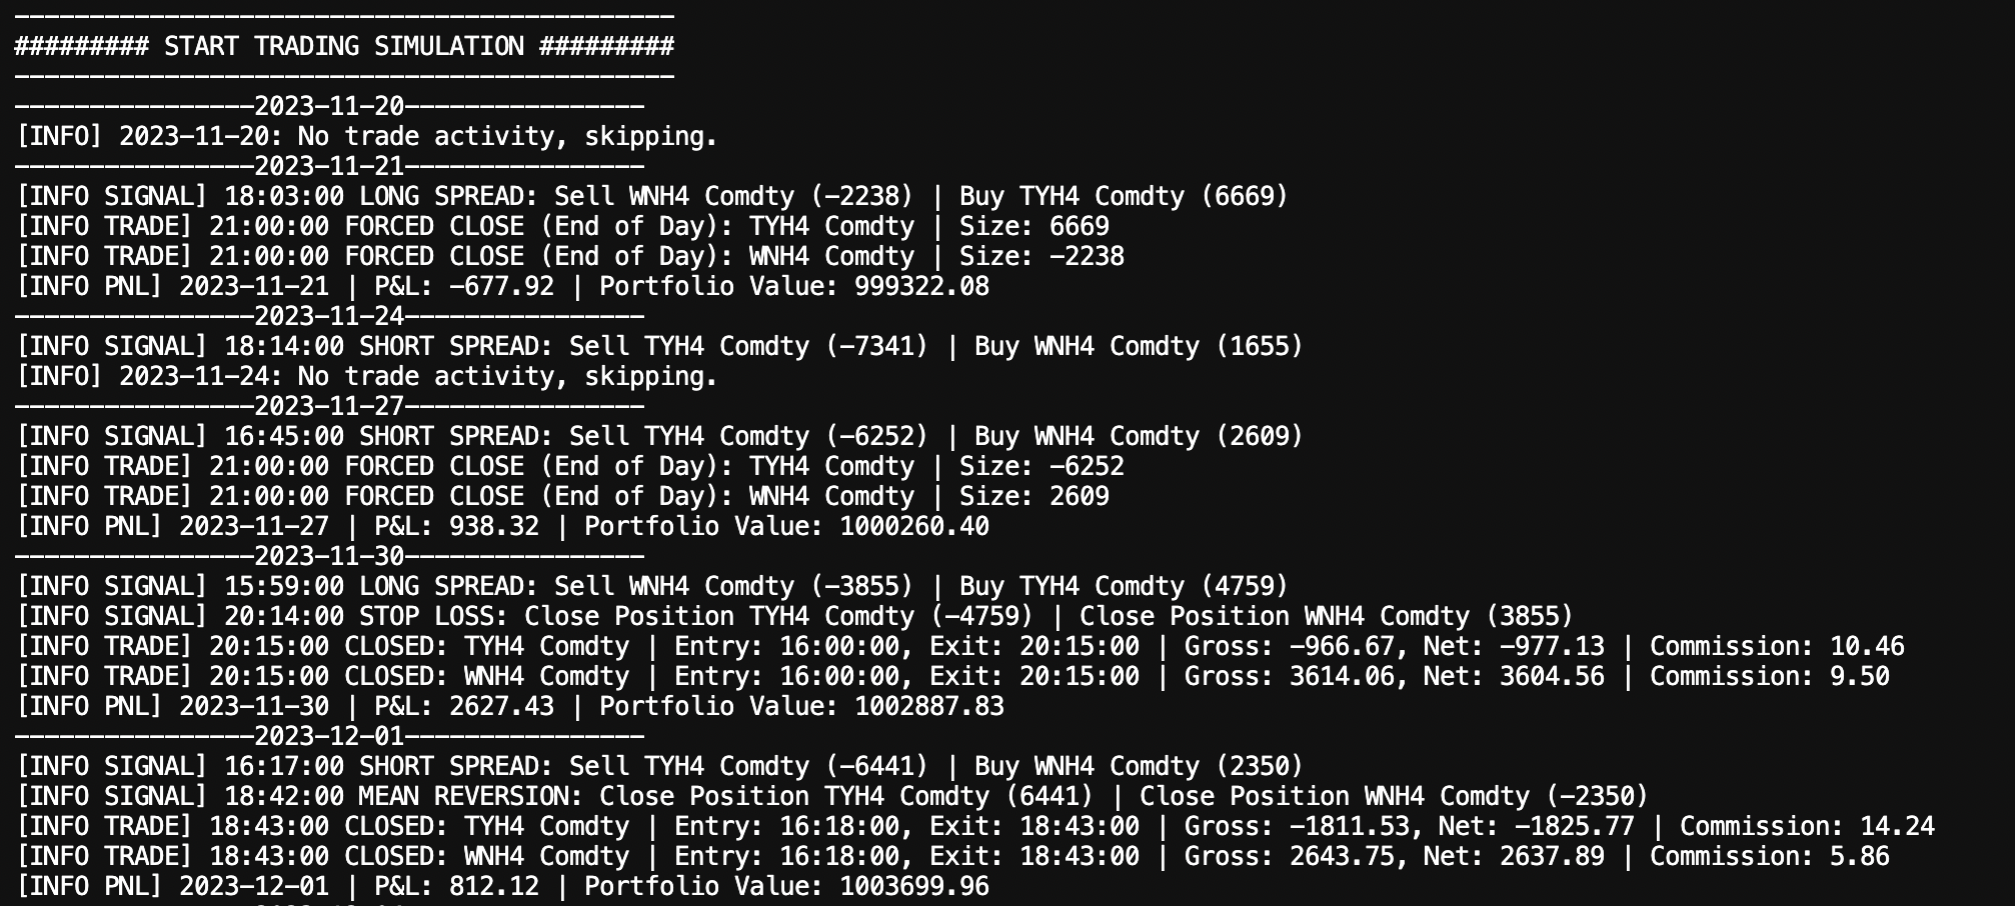 --------------------------------------------
######### START TRADING SIMULATION #########
--------------------------------------------
----------------2023-11-20----------------
[INFO] 2023-11-20: No trade activity, skipping.
----------------2023-11-21----------------
[INFO SIGNAL] 18:03:00 LONG SPREAD: Sell WNH4 Comdty (-2238) | Buy TYH4 Comdty (6669)
[INFO TRADE] 21:00:00 FORCED CLOSE (End of Day): TYH4 Comdty | Size: 6669
[INFO TRADE] 21:00:00 FORCED CLOSE (End of Day): WNH4 Comdty | Size: -2238
[INFO PNL] 2023-11-21 | P&L: -677.92 | Portfolio Value: 999322.08
----------------2023-11-24----------------
[INFO SIGNAL] 18:14:00 SHORT SPREAD: Sell TYH4 Comdty (-7341) | Buy WNH4 Comdty (1655)
[INFO] 2023-11-24: No trade activity, skipping.
----------------2023-11-27----------------
[INFO SIGNAL] 16:45:00 SHORT SPREAD: Sell TYH4 Comdty (-6252) | Buy WNH4 Comdty (2609)
[INFO TRADE] 21:00:00 FORCED CLOSE (End of Day): TYH4 Comdty | Size: -6252
[INFO TRADE] 21:00:00 FORCED CLOSE (End of Day): WNH4 Comdty | Size: 2609
[INFO PNL] 2023-11-27 | P&L: 938.32 | Portfolio Value: 1000260.40
----------------2023-11-30----------------
[INFO SIGNAL] 15:59:00 LONG SPREAD: Sell WNH4 Comdty (-3855) | Buy TYH4 Comdty (4759)
[INFO SIGNAL] 20:14:00 STOP LOSS: Close Position TYH4 Comdty (-4759) | Close Position WNH4 Comdty (3855)
[INFO TRADE] 20:15:00 CLOSED: TYH4 Comdty | Entry: 16:00:00, Exit: 20:15:00 | Gross: -966.67, Net: -977.13 | Commission: 10.46
[INFO TRADE] 20:15:00 CLOSED: WNH4 Comdty | Entry: 16:00:00, Exit: 20:15:00 | Gross: 3614.06, Net: 3604.56 | Commission: 9.50
[INFO PNL] 2023-11-30 | P&L: 2627.43 | Portfolio Value: 1002887.83
----------------2023-12-01----------------
[INFO SIGNAL] 16:17:00 SHORT SPREAD: Sell TYH4 Comdty (-6441) | Buy WNH4 Comdty (2350)
[INFO SIGNAL] 18:42:00 MEAN REVERSION: Close Position TYH4 Comdty (6441) | Close Position WNH4 Comdty (-2350)
[INFO TRADE] 18:43:00 CLOSED: TYH4 Comdty | Entry: 16:18:00, Exit: 18:43:00 | Gross: -1811.53, Net: -1825.77 | Commission: 14.24
[INFO TRADE] 18:43:00 CLOSED: WNH4 Comdty | Entry: 16:18:00, Exit: 18:43:00 | Gross: 2643.75, Net: 2637.89 | Commission: 5.86
[INFO PNL] 2023-12-01 | P&L: 812.12 | Portfolio Value: 1003699.96